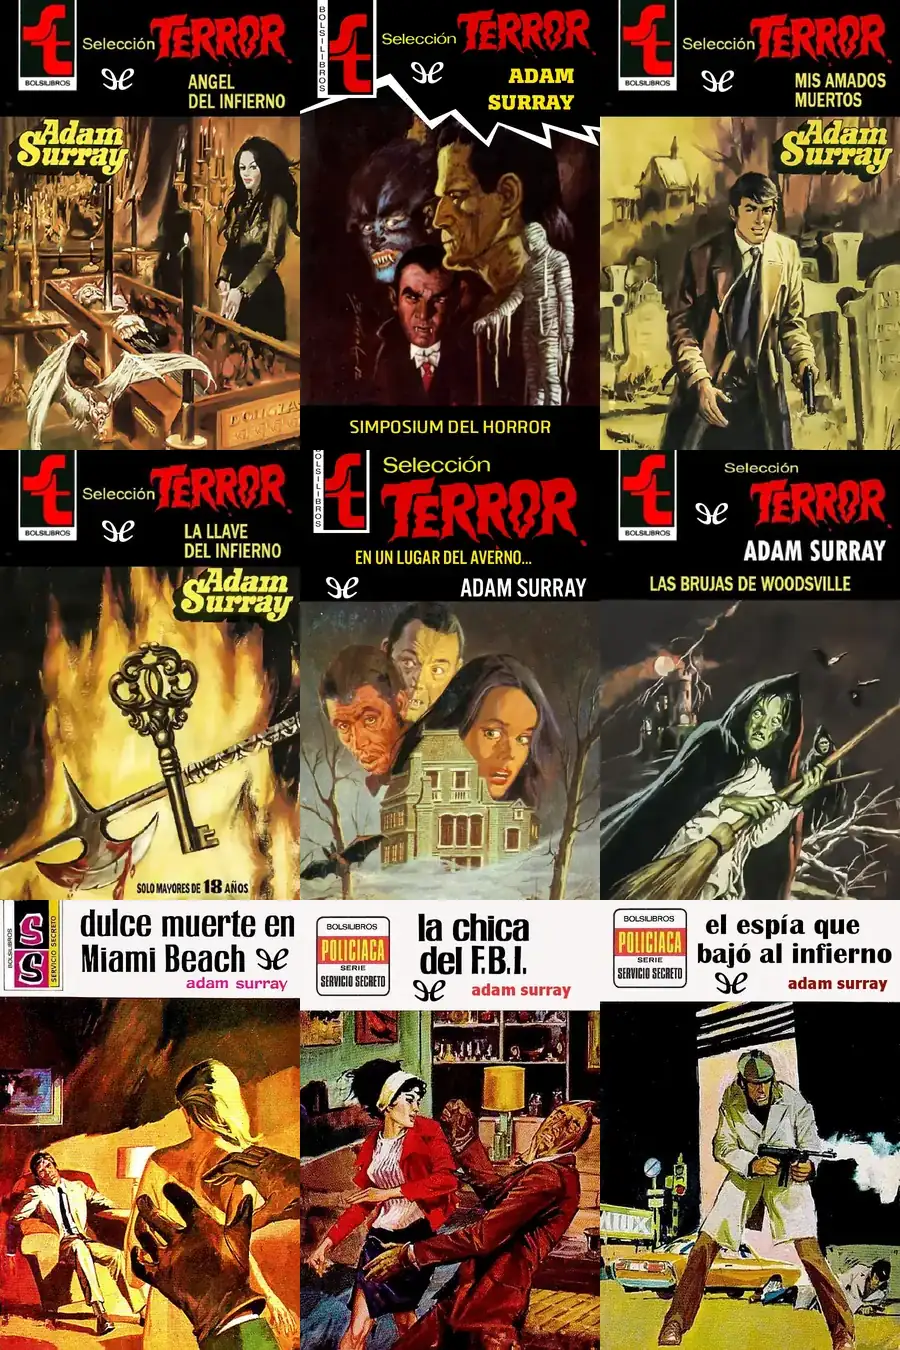 BOLSILIBROS
Selección TERROR
ANGEL
DEL INFIERNO
Adam
Surray
BOLSILIBROS
Selección TERROR
ADAM
SURRAY
SIMPOSIUM DEL HORROR
BOLSILIBROS
Selección TERROR
MIS AMADOS
MUERTOS
Adam
Surray
BOLSILIBROS
Selección TERROR
LA LLAVE
DEL INFIERNO
Adam
Surray
SOLO MAYORES DE 18 AÑOS
BOLSILIBROS
Selección
TERROR
EN UN LUGAR DEL AVERNO...
ADAM SURRAY
BOLSILIBROS
Selección
TERROR
ADAM SURRAY
LAS BRUJAS DE WOODSVILLE
BOLSILIBROS
SS
SERVICIO SECRETO
dulce muerte en
Miami Beach
adam surray
BOLSILIBROS
POLICIACA
SERIE
SERVICIO SECRETO
la chica
del F.B.I.
adam surray
BOLSILIBROS
POLICIACA
SERIE
SERVICIO SECRETO
el espía que
bajó al infierno
adam surray